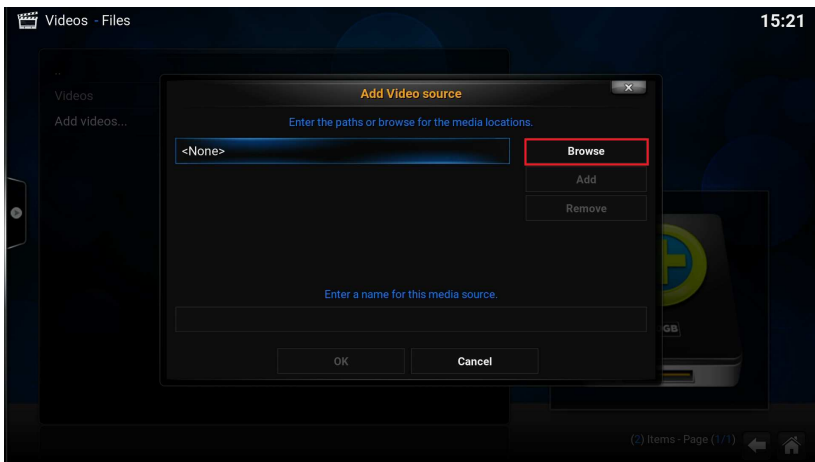 Videos - Files
15:21
..
Videos
Add videos...
Add Video source
Enter the paths or browse for the media locations.
<None>
Browse
Add
Remove
Enter a name for this media source.
GB
OK
Cancel
(2) Items - Page (1/1)